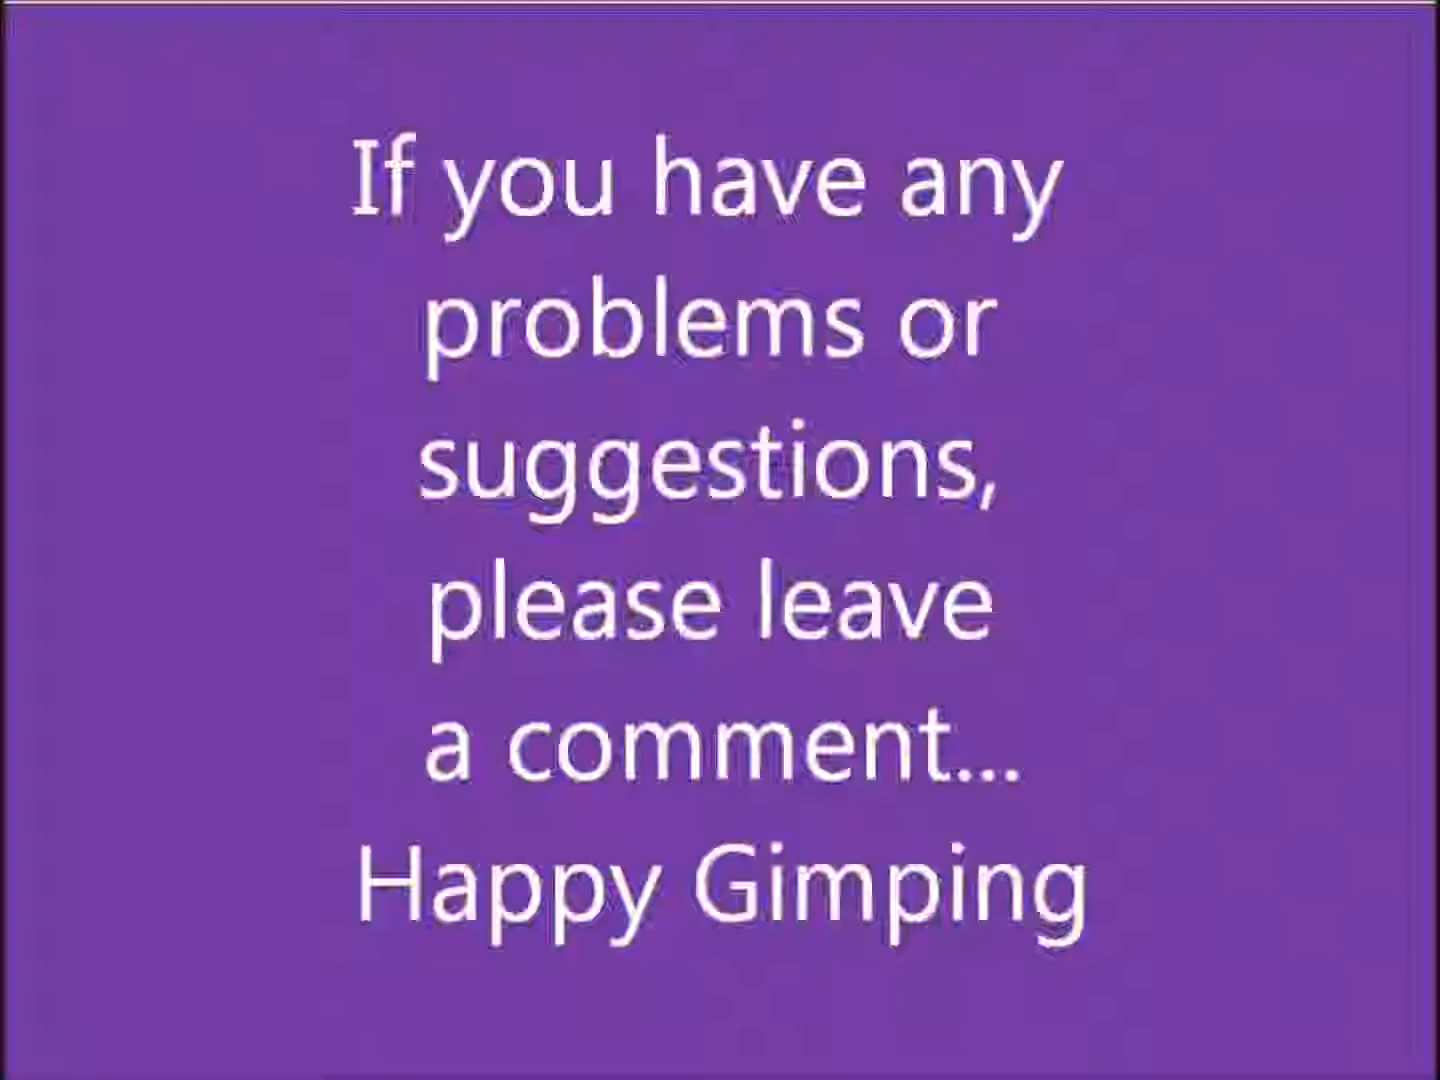 If you have any
problems or
suggestions,
please leave
a comment...
Happy Gimping